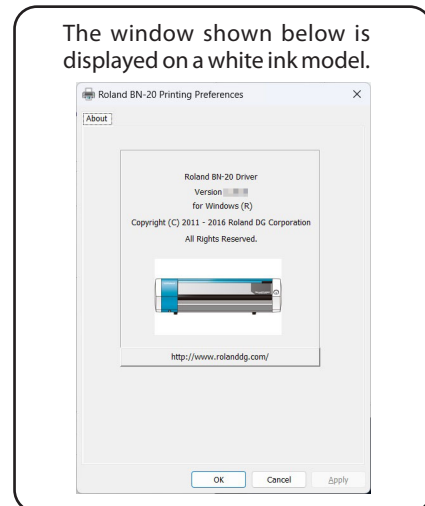 The window shown below is
displayed on a white ink model.
Roland BN-20 Printing Preferences
About
Roland BN-20 Driver
Version
for Windows (R)
Copyright (C) 2011 - 2016 Roland DG Corporation
All Rights Reserved.
http://www.rolanddg.com/
OK Cancel Apply